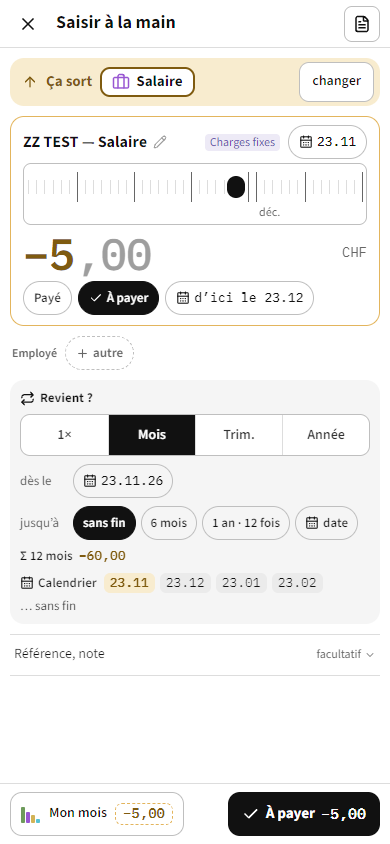 Saisir à la main
Ça sort Salaire changer
ZZ TEST — Salaire Charges fixes 23.11
déc.
−5,00 CHF
Payé À payer d’ici le 23.12
Employé + autre
Revient ?
1× Mois Trim. Année
dès le 23.11.26
jusqu’à sans fin 6 mois 1 an · 12 fois date
Σ 12 mois −60,00
Calendrier 23.11 23.12 23.01 23.02
… sans fin
Référence, note facultatif
Mon mois −5,00 À payer −5,00